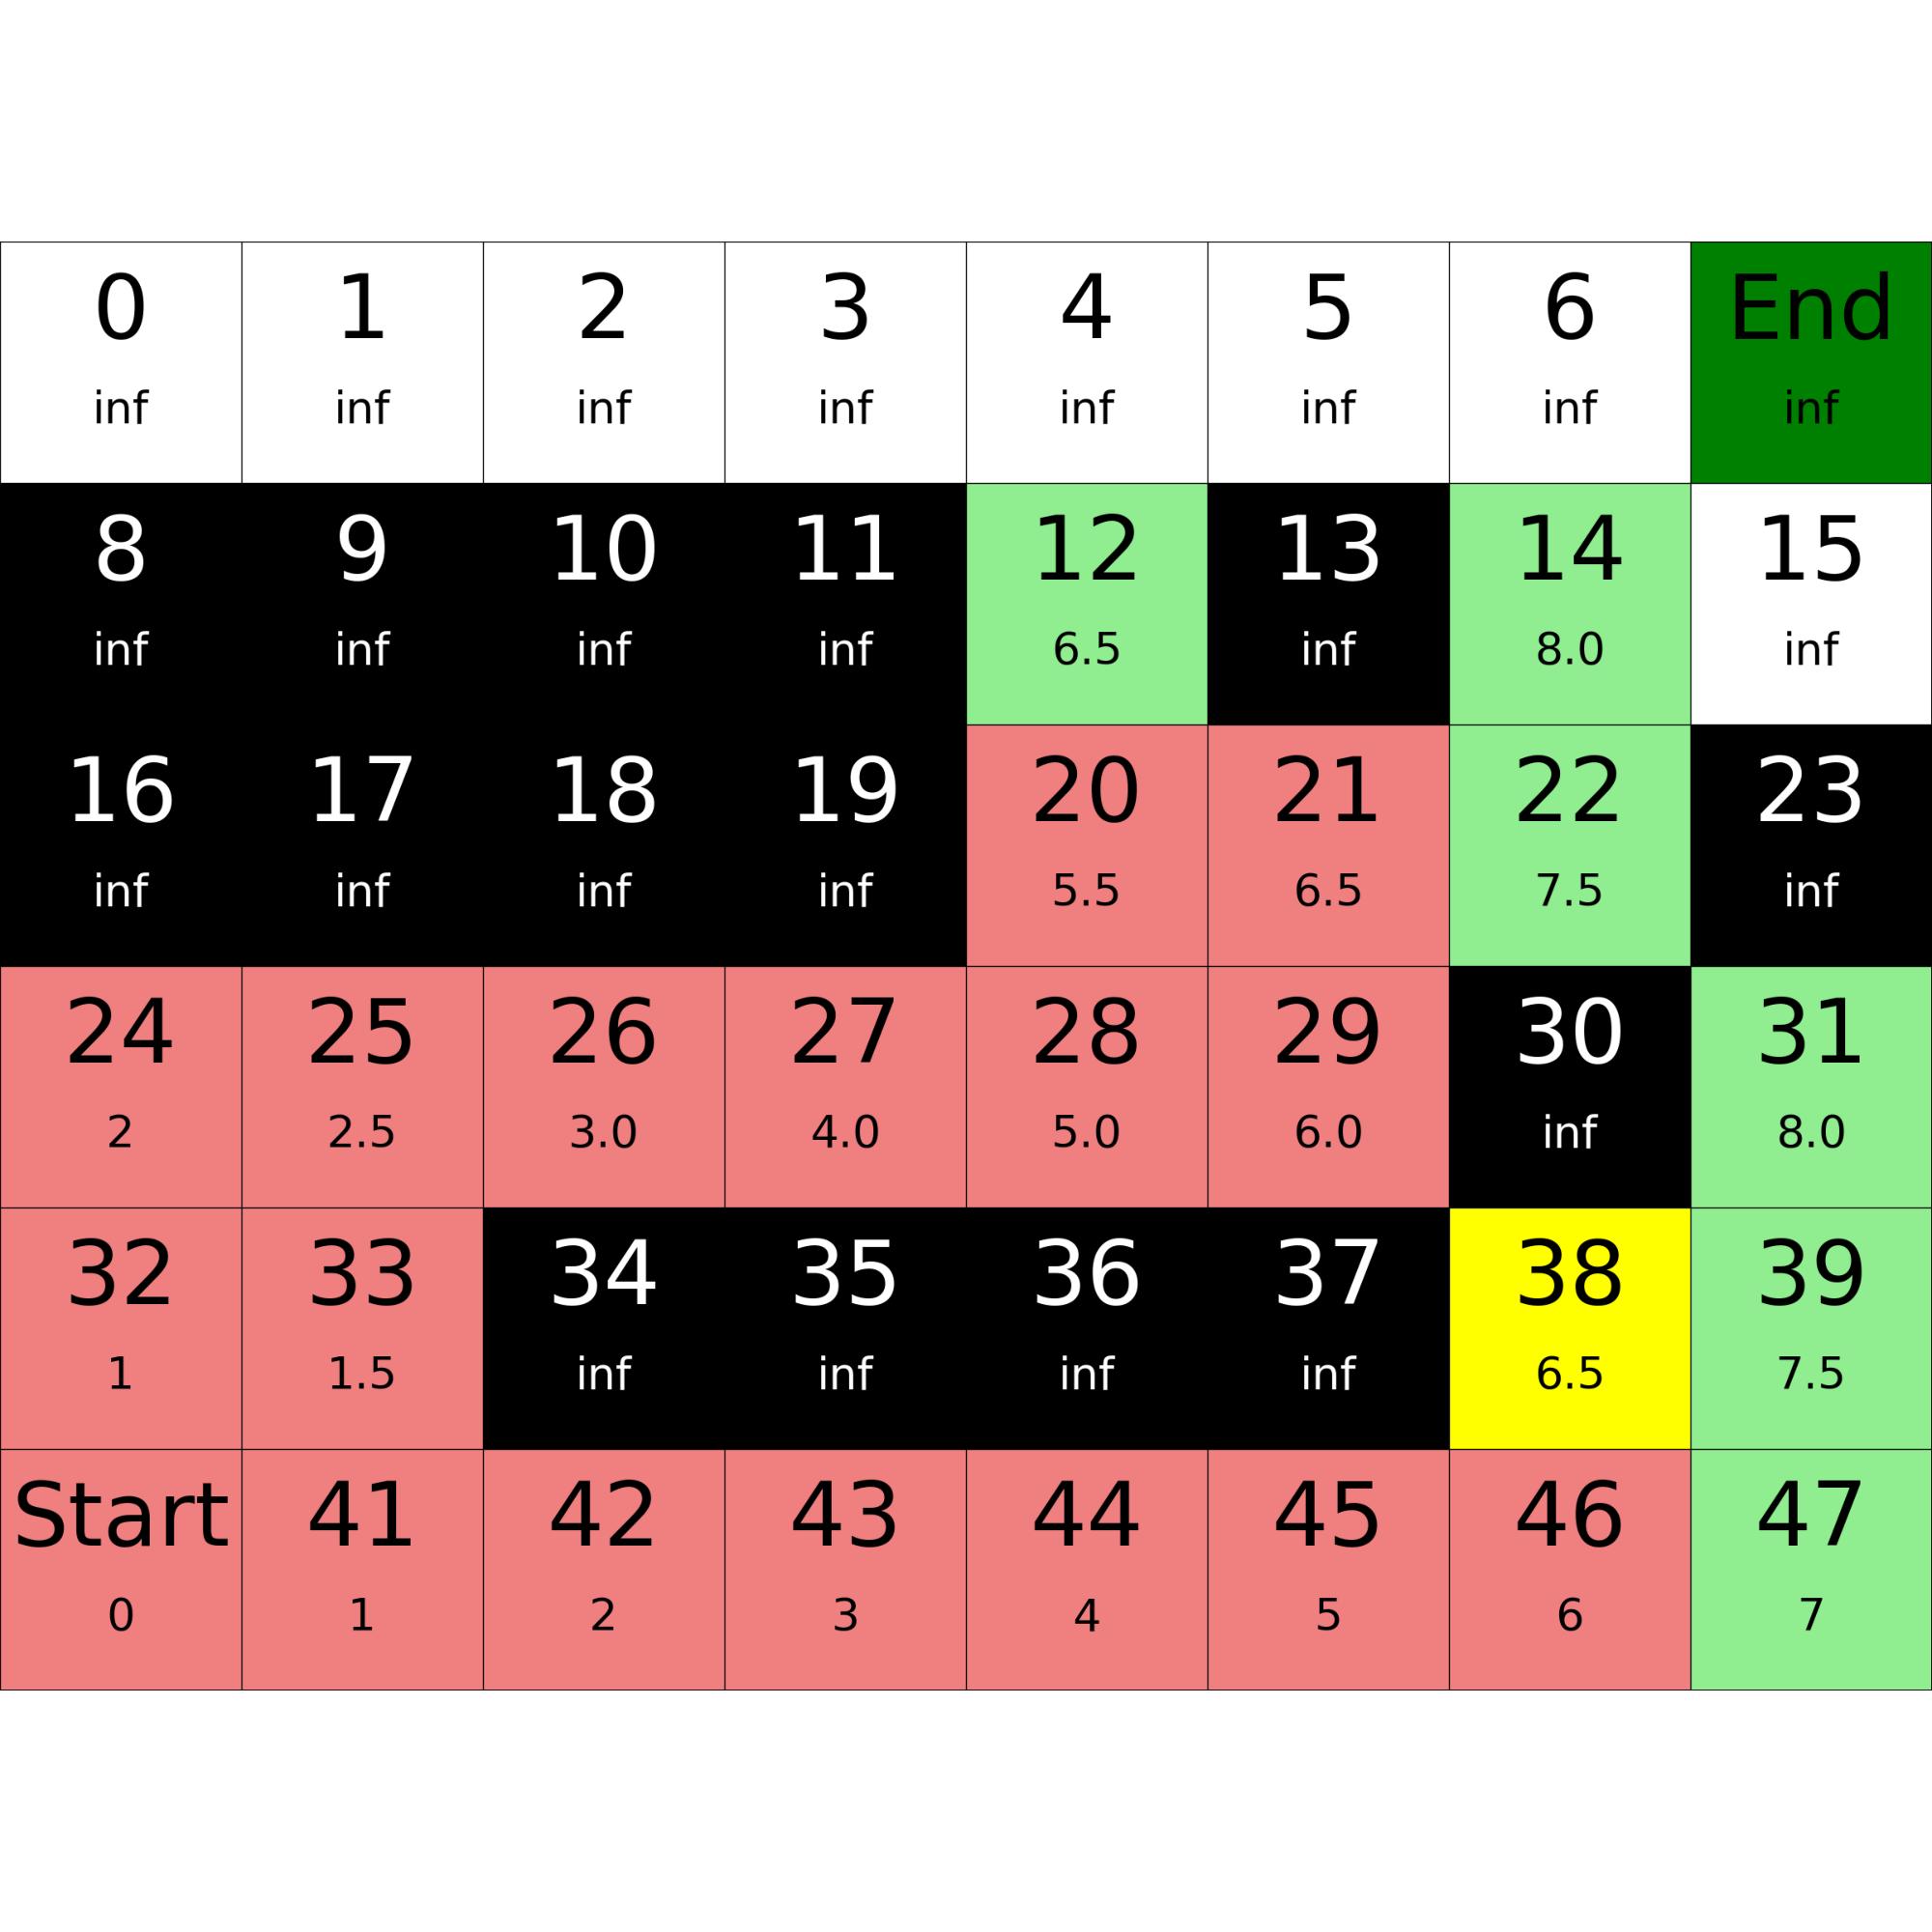 0 1 2 3 4 5 6 End
inf inf inf inf inf inf inf inf
8 9 10 11 12 13 14 15
inf inf inf inf 6.5 inf 8.0 inf
16 17 18 19 20 21 22 23
inf inf inf inf 5.5 6.5 7.5 inf
24 25 26 27 28 29 30 31
2 2.5 3.0 4.0 5.0 6.0 inf 8.0
32 33 34 35 36 37 38 39
1 1.5 inf inf inf inf 6.5 7.5
Start 41 42 43 44 45 46 47
0 1 2 3 4 5 6 7